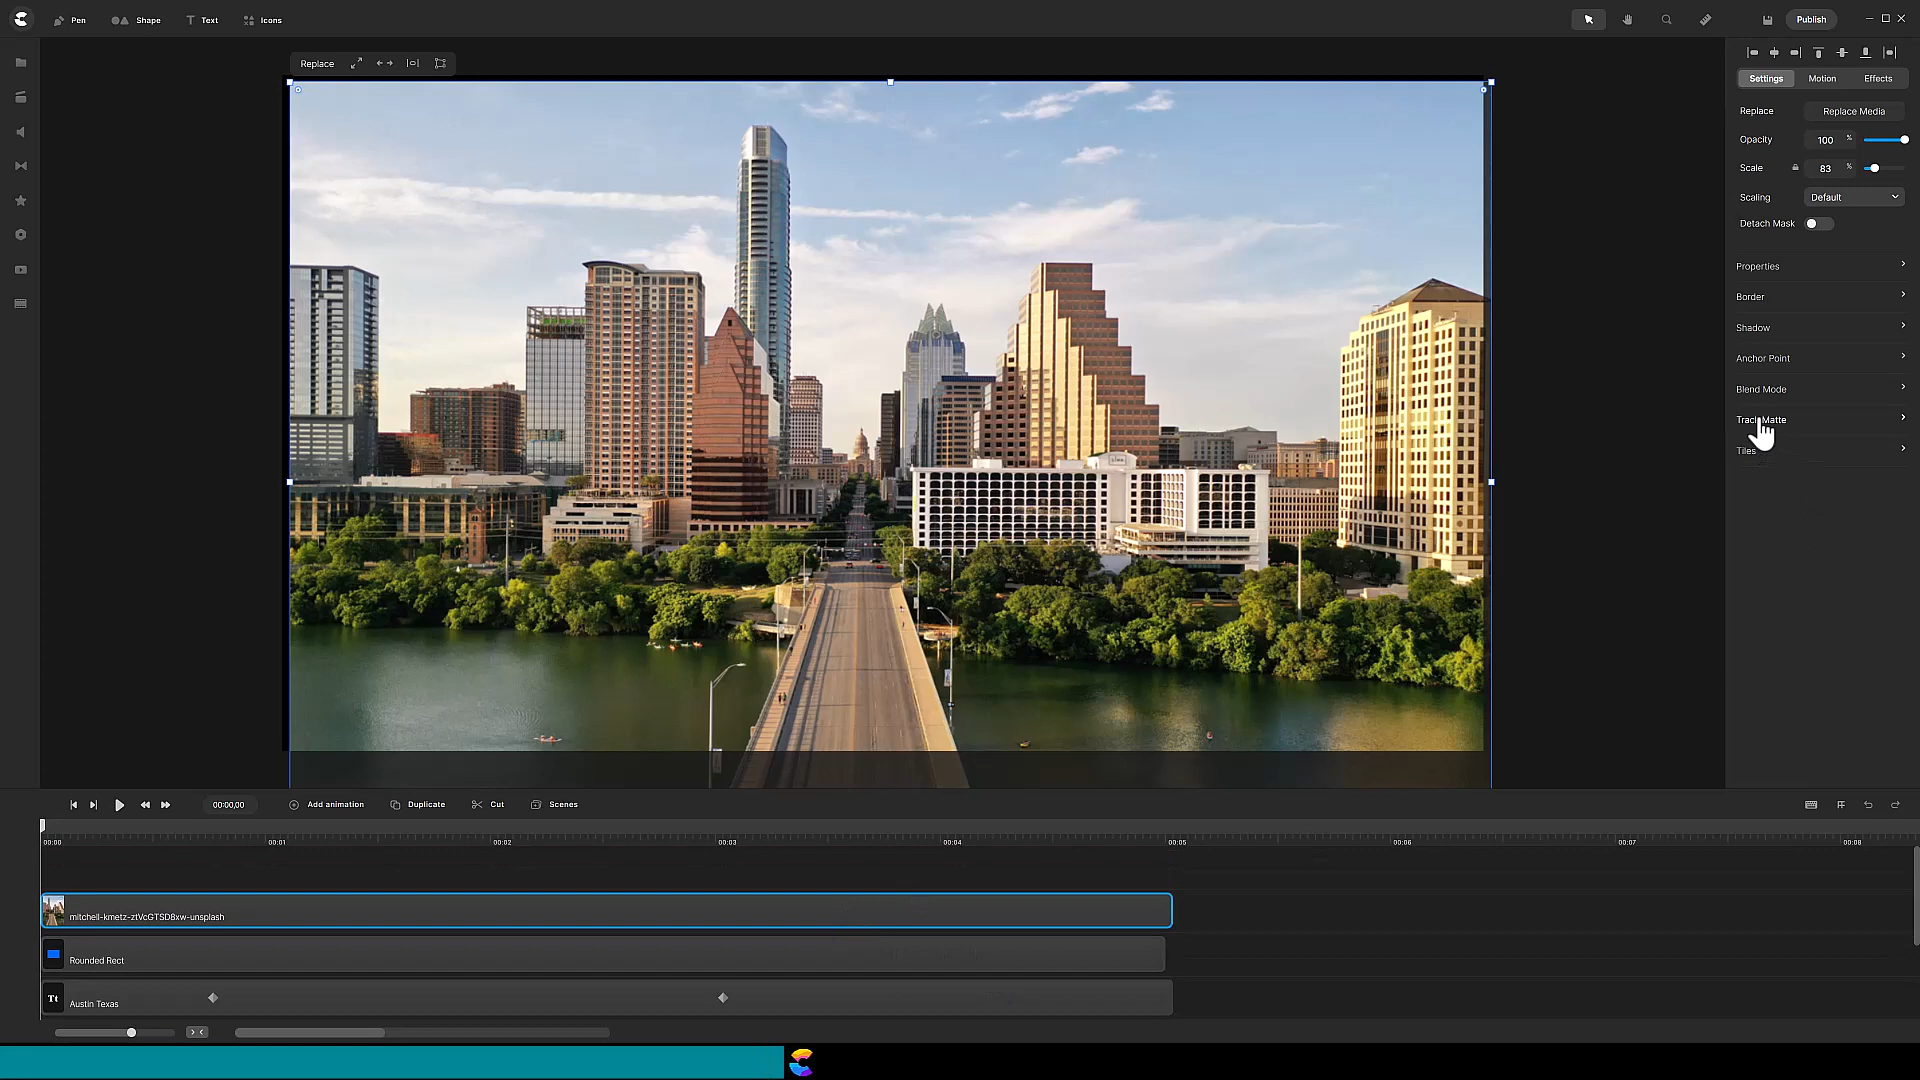 Pen
Shape
Text
Icons
Publish
Replace
Settings
Motion
Effects
Replace
Replace Media
Opacity
100
%
Scale
83
%
Scaling
Default
Detach Mask
Properties
Border
Shadow
Anchor Point
Blend Mode
Track Matte
Tiles
00:00,00
Add animation
Duplicate
Cut
Scenes
00:00
00:01
00:02
00:03
00:04
00:05
00:06
00:07
00:08
mitchell-kmetz-ztVcGTSD8xw-unsplash
Rounded Rect
Tt
Austin Texas